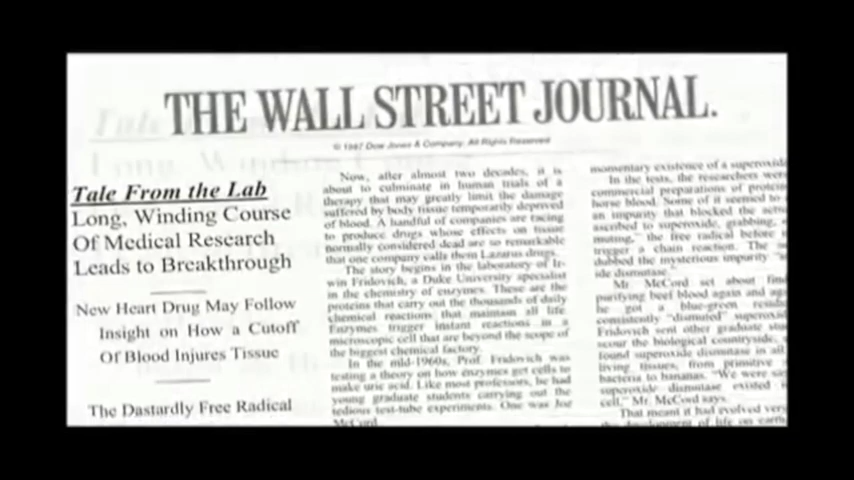 THE WALL STREET JOURNAL.
© 1987 Dow Jones & Company. All Rights Reserved
Tale From the Lab
Long, Winding Course
Of Medical Research
Leads to Breakthrough
New Heart Drug May Follow
Insight on How a Cutoff
Of Blood Injures Tissue
The Dastardly Free Radical
Now, after almost two decades, it is
about to culminate in human trials of a
therapy that may greatly limit the damage
suffered by body tissue temporarily deprived
of blood. A handful of companies are racing
to produce drugs whose effects on tissue
normally considered dead are so remarkable
that one company calls them Lazarus drugs.
The story begins in the laboratory of Ir-
win Fridovich, a Duke University specialist
in the chemistry of enzymes. These are the
proteins that carry out the thousands of daily
chemical reactions that maintain all life.
Enzymes trigger instant reactions in a
microscopic cell that are beyond the scope of
the biggest chemical factory.
In the mid-1960s, Prof. Fridovich was
testing a theory on how enzymes get cells to
make uric acid. Like most professors, he had
young graduate students carrying out the
tedious test-tube experiments. One was Joe
McCord.
momentary existence of a superoxide
In the tests, the researchers were
commercial preparations of protein
horse blood. Some of it seemed to
an impurity that blocked the
ascribed to superoxide, grabbing,
muting," the free radical before
trigger a chain reaction. The
dubbed the mysterious impurity
ide dismutase.
Mr. McCord set about
purifying beef blood again and
he got a blue-green
consistently "dismuted"
Fridovich sent other graduate
scour the biological countryside,
found superoxide dismutase in all
living tissues, from primitive
bacteria to bananas. "We were
superoxide dismutase existed
cell," Mr. McCord says.
That meant it had evolved very
development of life on earth